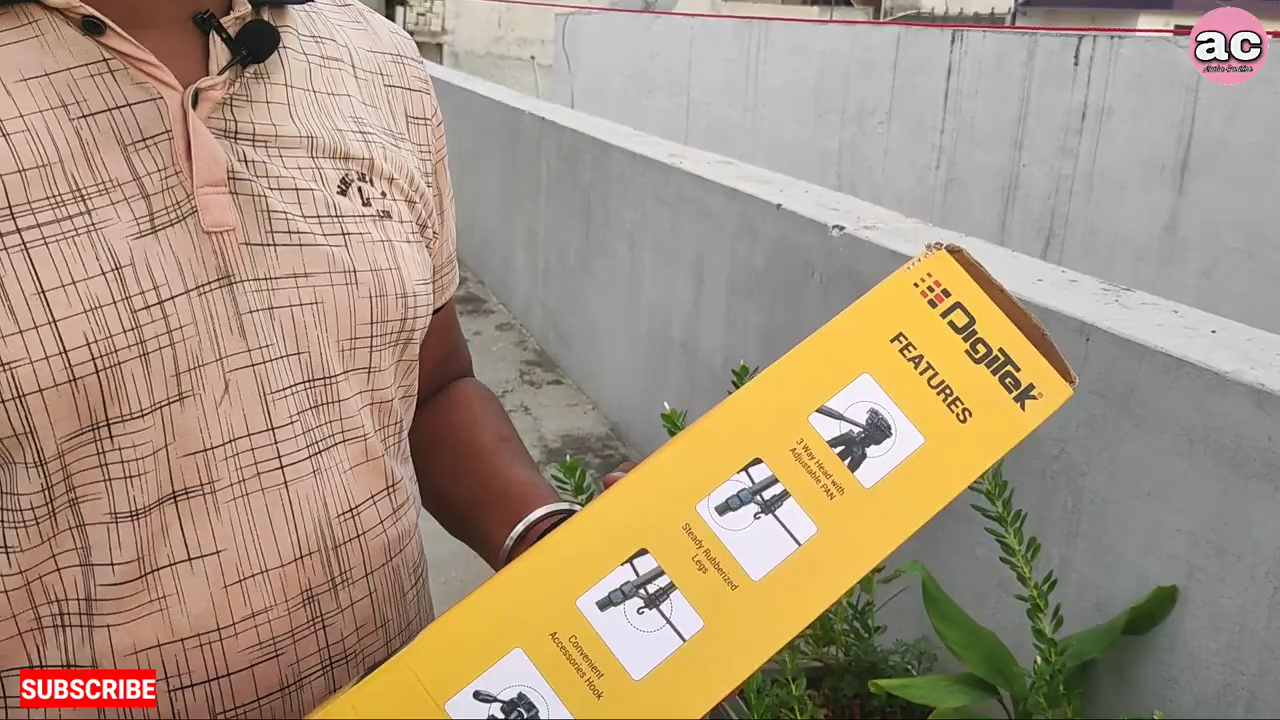 ac
DigiTek®
FEATURES
3 Way Head with
Adjustable PAN
Steady Rubberized
Legs
Convenient
Accessories Hook
SUBSCRIBE